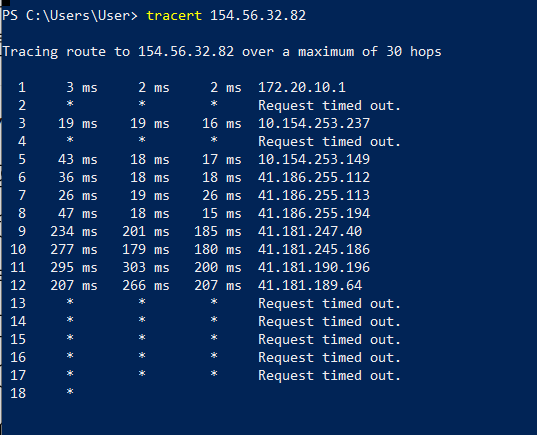 PS C:\Users\User> tracert 154.56.32.82
Tracing route to 154.56.32.82 over a maximum of 30 hops
1 3 ms 2 ms 2 ms 172.20.10.1
2 * * * Request timed out.
3 19 ms 19 ms 16 ms 10.154.253.237
4 * * * Request timed out.
5 43 ms 18 ms 17 ms 10.154.253.149
6 36 ms 18 ms 18 ms 41.186.255.112
7 26 ms 19 ms 26 ms 41.186.255.113
8 47 ms 18 ms 15 ms 41.186.255.194
9 234 ms 201 ms 185 ms 41.181.247.40
10 277 ms 179 ms 180 ms 41.181.245.186
11 295 ms 303 ms 200 ms 41.181.190.196
12 207 ms 266 ms 207 ms 41.181.189.64
13 * * * Request timed out.
14 * * * Request timed out.
15 * * * Request timed out.
16 * * * Request timed out.
17 * * * Request timed out.
18 *